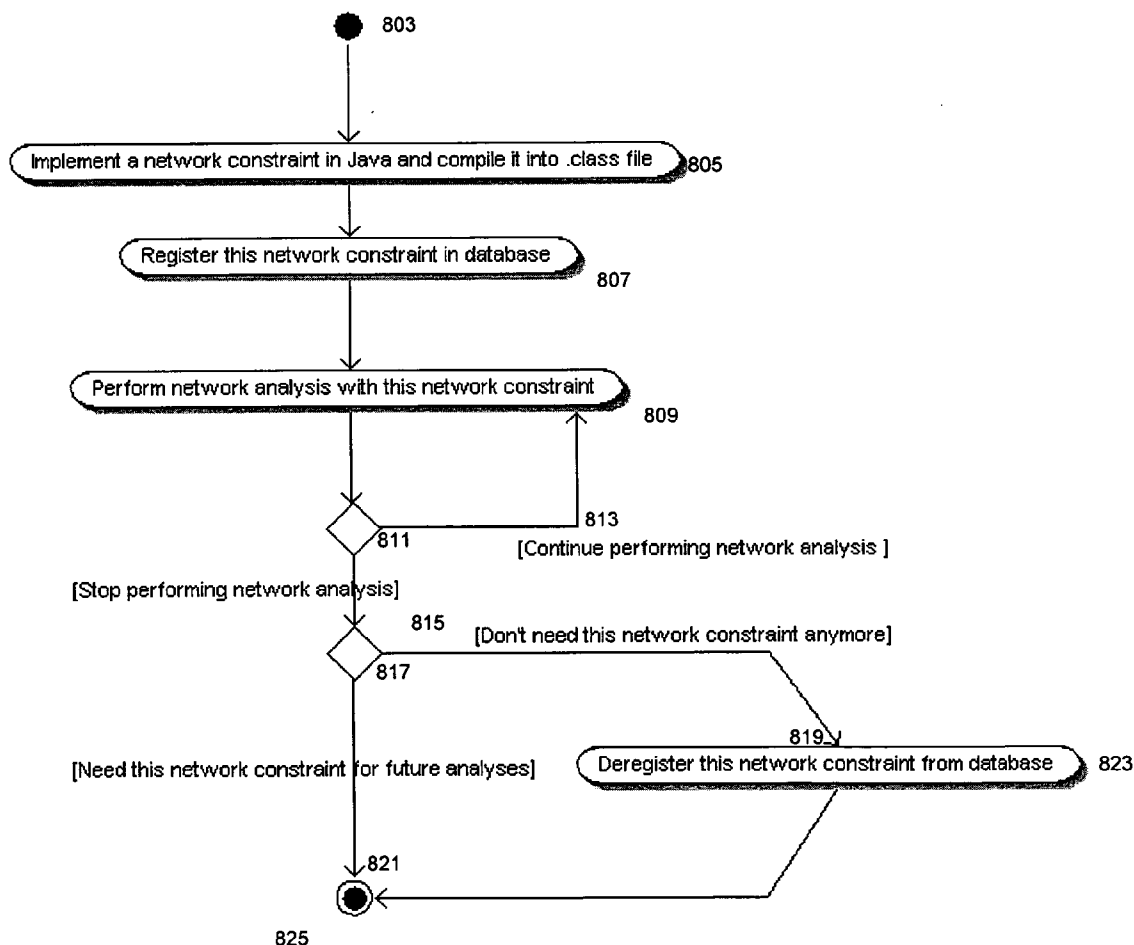 803
Implement a network constraint in Java and compile it into .class file
805
Register this network constraint in database
807
Perform network analysis with this network constraint
809
813
811
[Continue performing network analysis ]
[Stop performing network analysis]
815
[Don't need this network constraint anymore]
817
819
[Need this network constraint for future analyses]
Deregister this network constraint from database
823
821
825